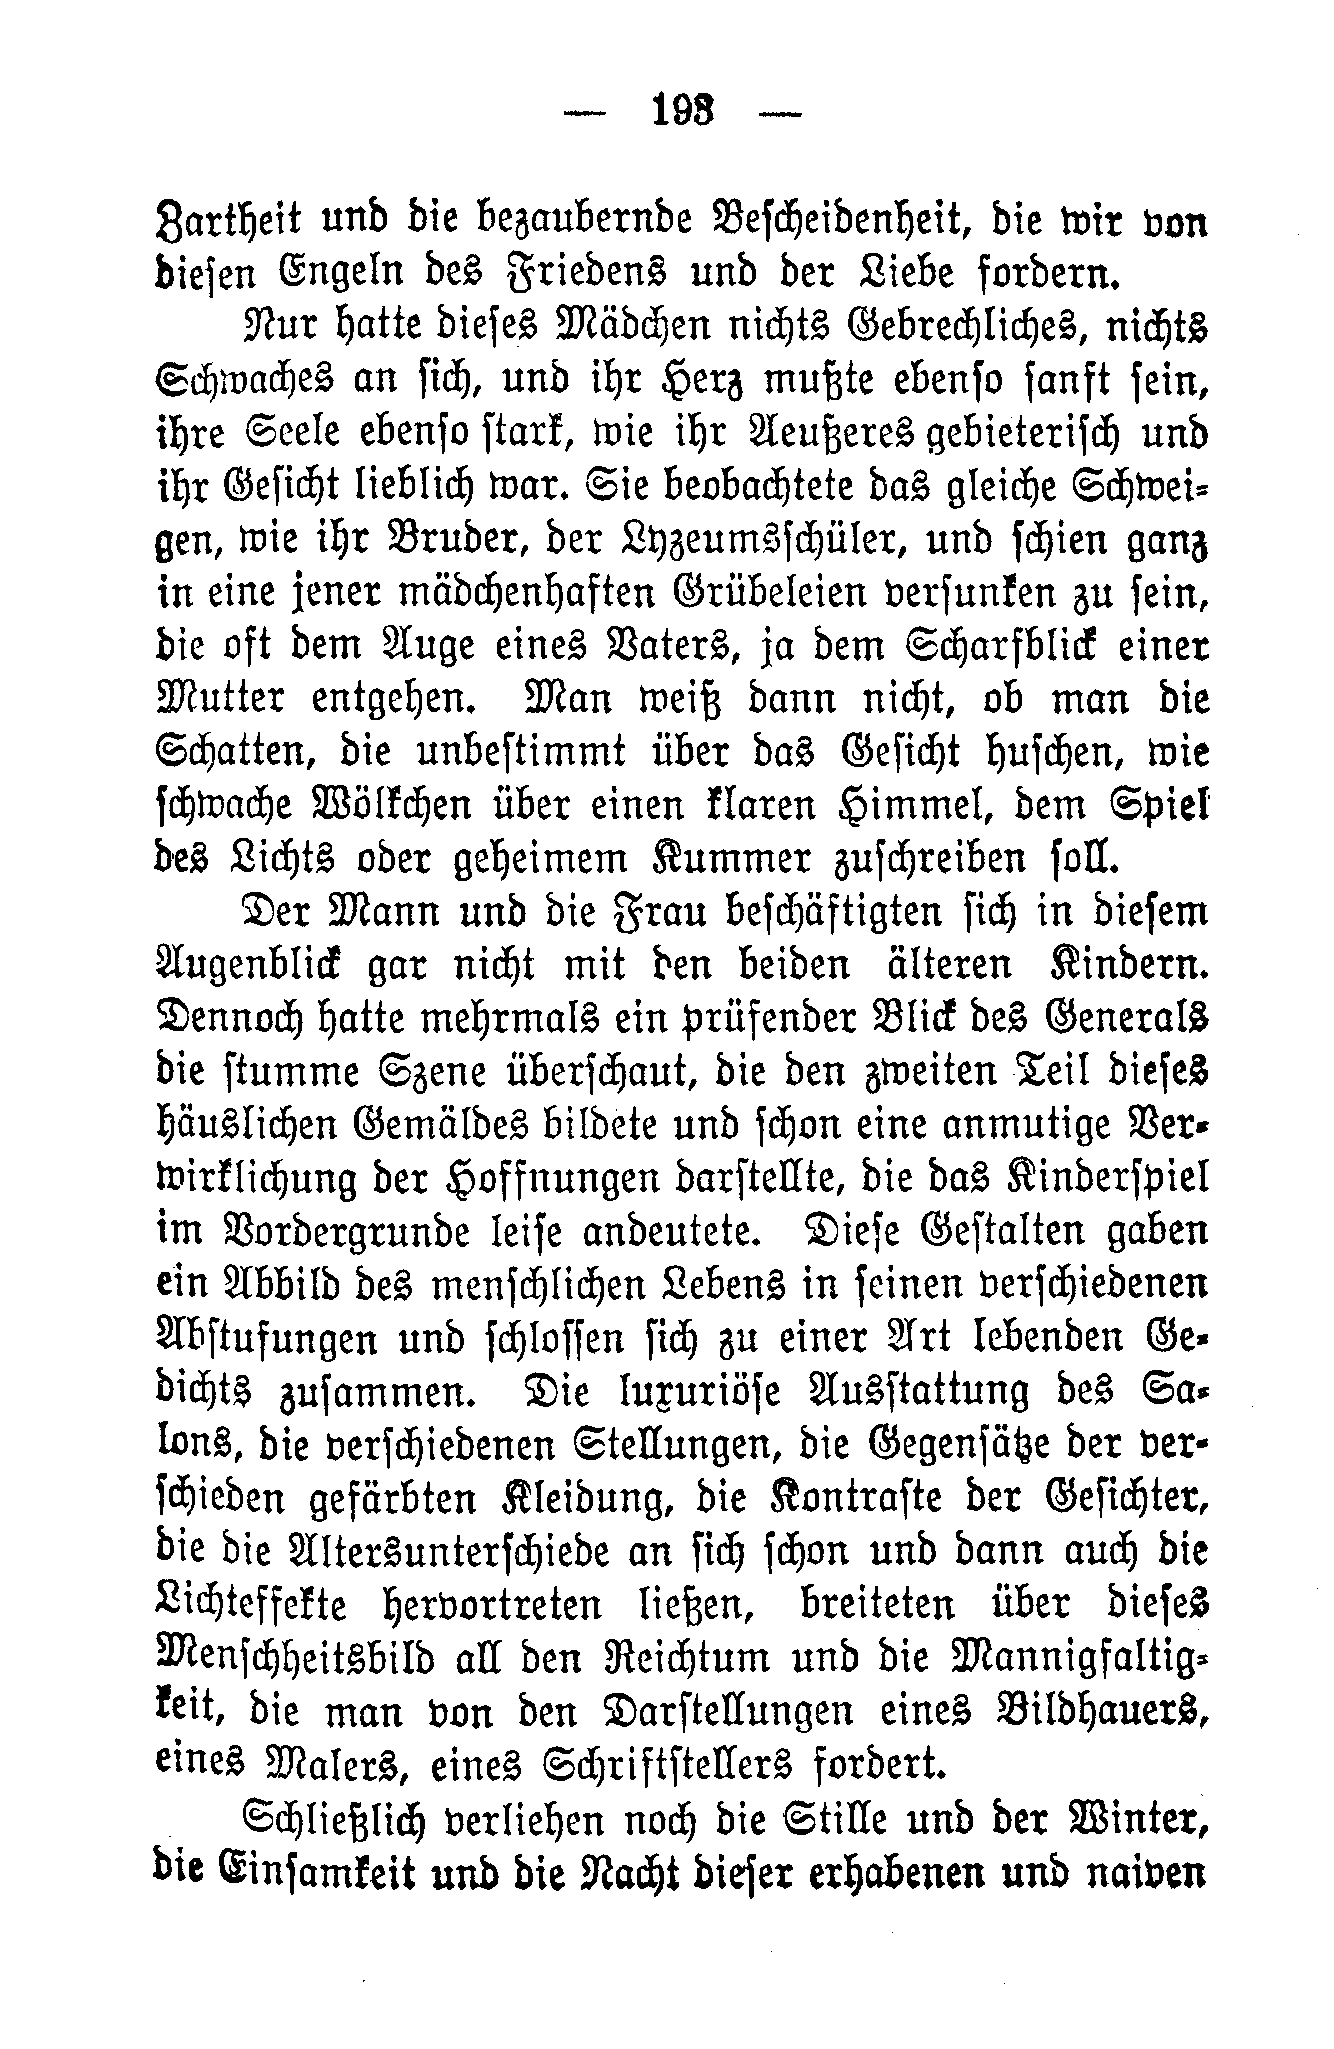 — 193 —
Zartheit und die bezaubernde Bescheidenheit, die wir von
diesen Engeln des Friedens und der Liebe fordern.
Nur hatte dieses Mädchen nichts Gebrechliches, nichts
Schwaches an sich, und ihr Herz mußte ebenso sanft sein,
ihre Seele ebenso stark, wie ihr Aeußeres gebieterisch und
ihr Gesicht lieblich war. Sie beobachtete das gleiche Schwei-
gen, wie ihr Bruder, der Lyzeumsschüler, und schien ganz
in eine jener mädchenhaften Grübeleien versunken zu sein,
die oft dem Auge eines Vaters, ja dem Scharfblick einer
Mutter entgehen. Man weiß dann nicht, ob man die
Schatten, die unbestimmt über das Gesicht huschen, wie
schwache Wölkchen über einen klaren Himmel, dem Spiel
des Lichts oder geheimem Kummer zuschreiben soll.
Der Mann und die Frau beschäftigten sich in diesem
Augenblick gar nicht mit den beiden älteren Kindern.
Dennoch hatte mehrmals ein prüfender Blick des Generals
die stumme Szene überschaut, die den zweiten Teil dieses
häuslichen Gemäldes bildete und schon eine anmutige Ver-
wirklichung der Hoffnungen darstellte, die das Kinderspiel
im Vordergrunde leise andeutete. Diese Gestalten gaben
ein Abbild des menschlichen Lebens in seinen verschiedenen
Abstufungen und schlossen sich zu einer Art lebenden Ge-
dichts zusammen. Die luxuriöse Ausstattung des Sa-
lons, die verschiedenen Stellungen, die Gegensätze der ver-
schieden gefärbten Kleidung, die Kontraste der Gesichter,
die die Altersunterschiede an sich schon und dann auch die
Lichteffekte hervortreten ließen, breiteten über dieses
Menschheitsbild all den Reichtum und die Mannigfaltig-
keit, die man von den Darstellungen eines Bildhauers,
eines Malers, eines Schriftstellers fordert.
Schließlich verliehen noch die Stille und der Winter,
die Einsamkeit und die Nacht dieser erhabenen und naiven